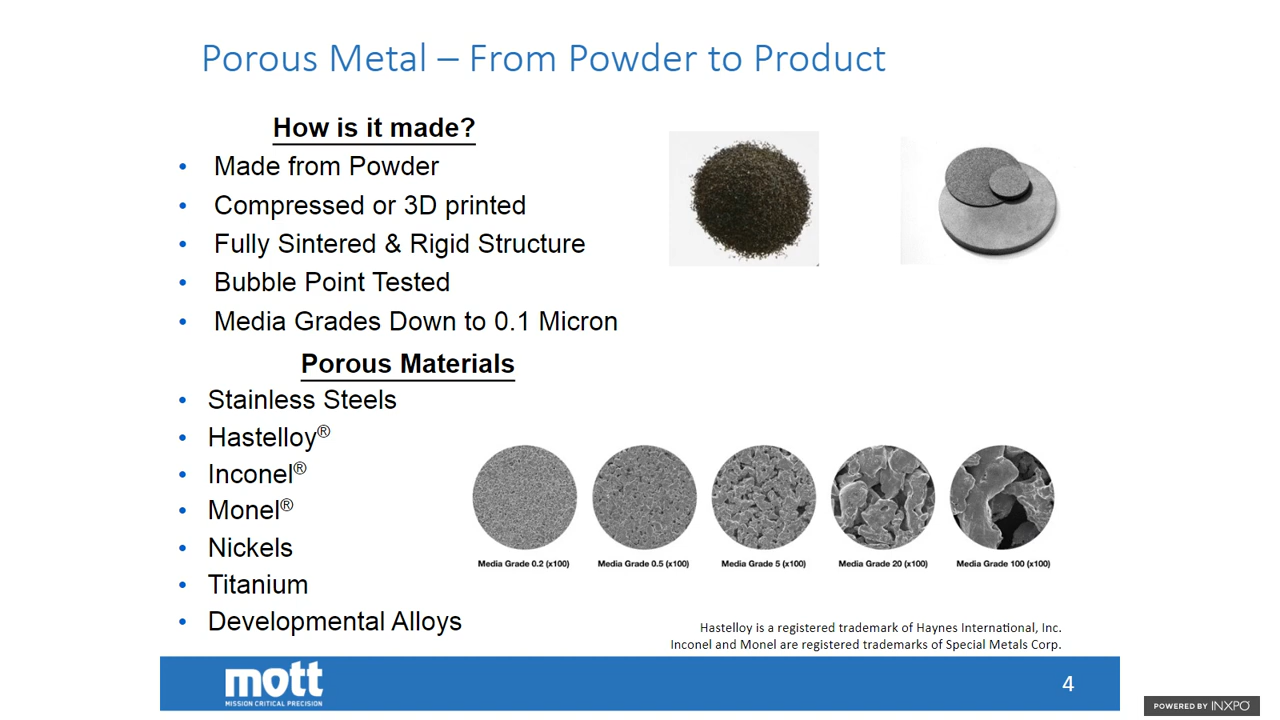 Porous Metal – From Powder to Product
How is it made?
• Made from Powder
• Compressed or 3D printed
• Fully Sintered & Rigid Structure
• Bubble Point Tested
• Media Grades Down to 0.1 Micron
Porous Materials
• Stainless Steels
• Hastelloy®
• Inconel®
• Monel®
• Nickels
• Titanium
• Developmental Alloys
Media Grade 0.2 (x100)
Media Grade 0.5 (x100)
Media Grade 5 (x100)
Media Grade 20 (x100)
Media Grade 100 (x100)
Hastelloy is a registered trademark of Haynes International, Inc.
Inconel and Monel are registered trademarks of Special Metals Corp.
mott
MISSION CRITICAL PRECISION
4
POWERED BY INXPO